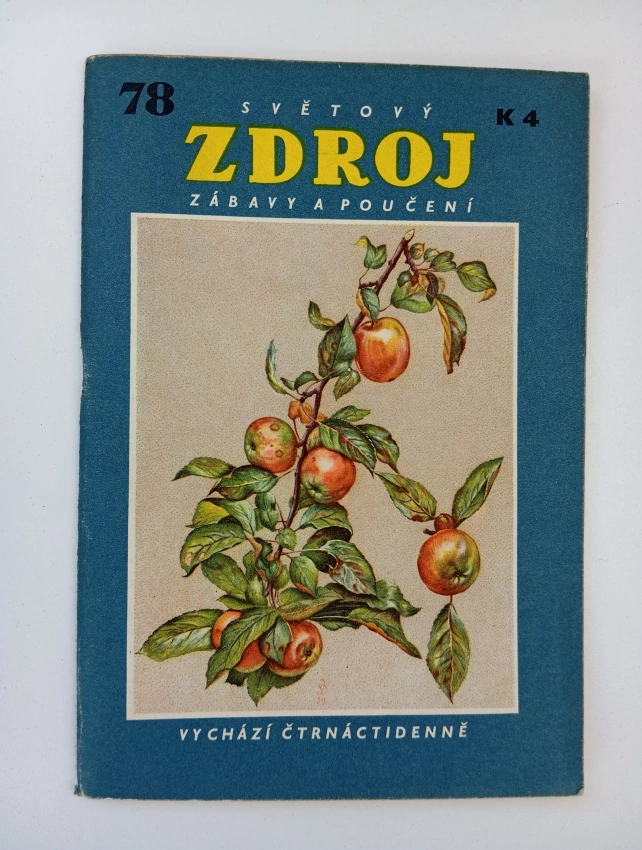 78
SVĚTOVÝ
K 4
ZDROJ
ZÁBAVY A POUČENÍ
VYCHÁZÍ ČTRNÁCTIDENNĚ